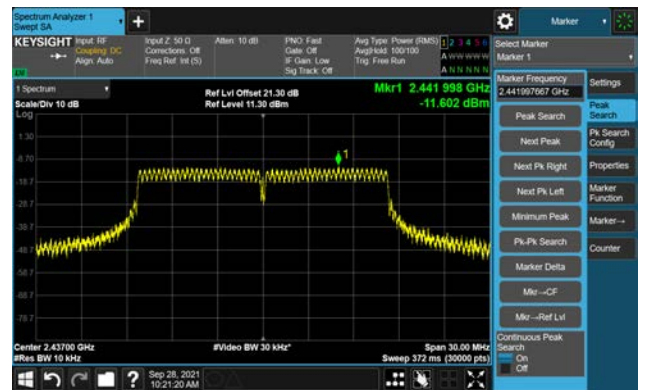 Spectrum Analyzer 1
Swept SA
Marker
KEYSIGHT
Input: RF
Coupling: DC
Align: Auto
Input Z: 50 Ω
Corrections: Off
Freq Ref: Int (S)
Atten: 10 dB
PNO: Fast
Gate: Off
IF Gain: Low
Sig Track: Off
Avg Type: Power (RMS)
Avg|Hold: 100/100
Trig: Free Run
1 2 3 4 5 6
A W W W W W
A N N N N N
Select Marker
Marker 1
1 Spectrum
Scale/Div 10 dB
Ref Lvl Offset 21.30 dB
Ref Level 11.30 dBm
Mkr1 2.441 998 GHz
-11.602 dBm
Log
1.30
-8.70
-18.7
-28.7
-38.7
-48.7
-58.7
-68.7
-78.7
1
Center 2.43700 GHz
#Res BW 10 kHz
#Video BW 30 kHz*
Span 30.00 MHz
Sweep 372 ms (30000 pts)
Marker Frequency
2.441997667 GHz
Peak Search
Next Peak
Next Pk Right
Next Pk Left
Minimum Peak
Pk-Pk Search
Marker Delta
Mkr→CF
Mkr→Ref Lvl
Continuous Peak
Search
On
Off
Settings
Peak
Search
Pk Search
Config
Properties
Marker
Function
Marker→
Counter
Sep 28, 2021
10:21:20 AM